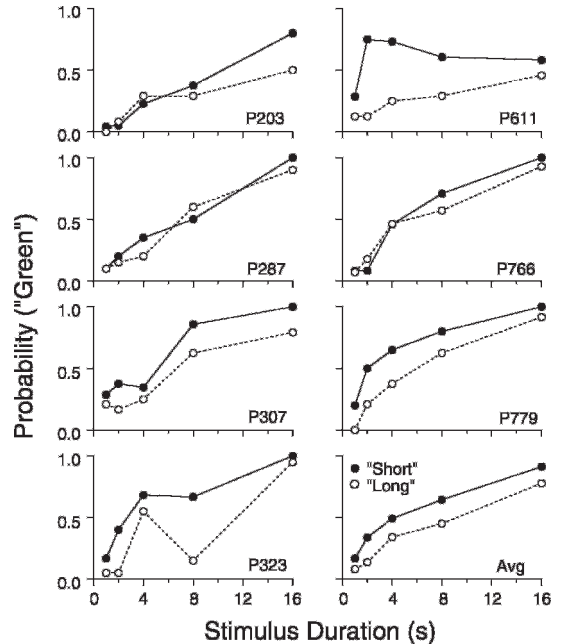 Probability ("Green")
1.0
0.5
0.0
P203
P611
1.0
0.5
0.0
P287
P766
1.0
0.5
0.0
P307
P779
1.0
0.5
0.0
P323
"Short"
"Long"
Avg
0 4 8 12 16
0 4 8 12 16
Stimulus Duration (s)